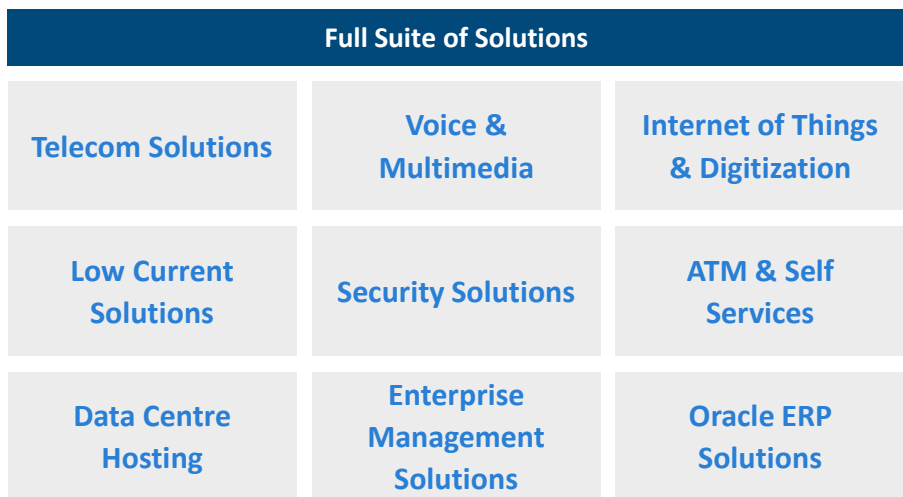 Full Suite of Solutions
Telecom Solutions
Voice &
Multimedia
Internet of Things
& Digitization
Low Current
Solutions
Security Solutions
ATM & Self
Services
Data Centre
Hosting
Enterprise
Management
Solutions
Oracle ERP
Solutions